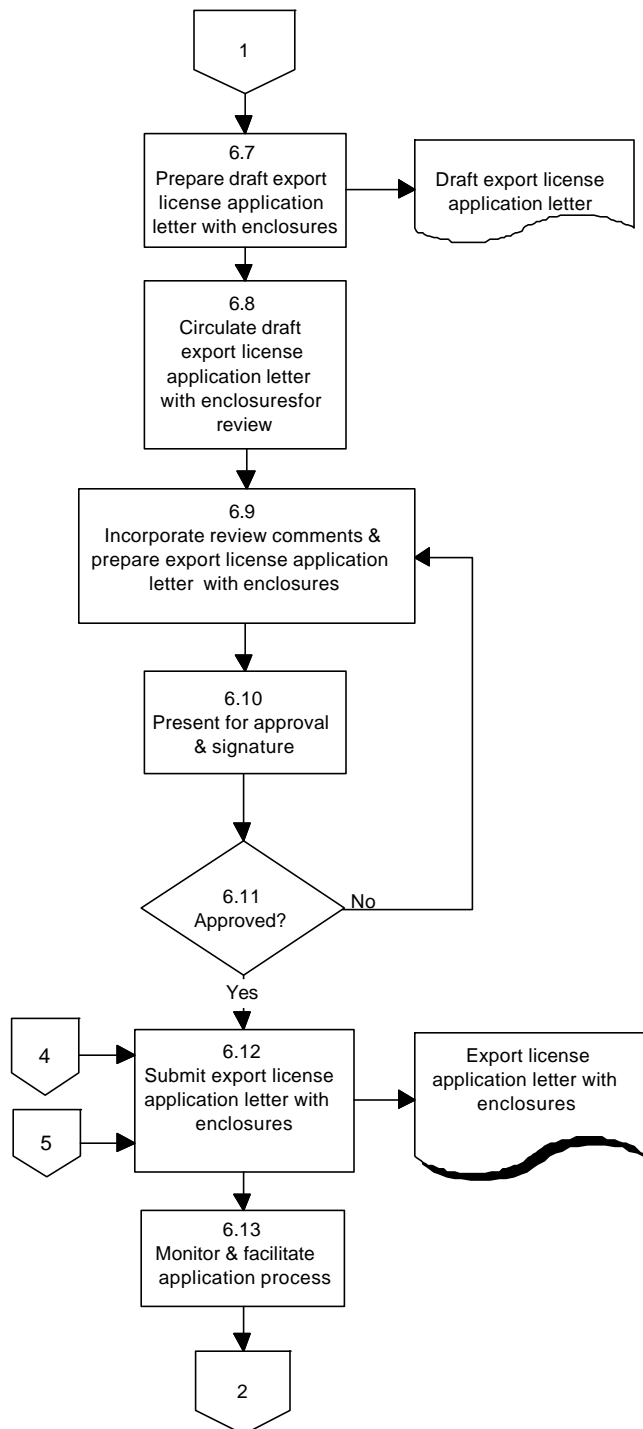 1
6.7
Prepare draft export
license application
letter with enclosures
Draft export license
application letter
6.8
Circulate draft
export license
application letter
with enclosuresfor
review
6.9
Incorporate review comments &
prepare export license application
letter with enclosures
6.10
Present for approval
& signature
6.11
Approved?
No
Yes
4
5
6.12
Submit export license
application letter with
enclosures
Export license
application letter with
enclosures
6.13
Monitor & facilitate
application process
2